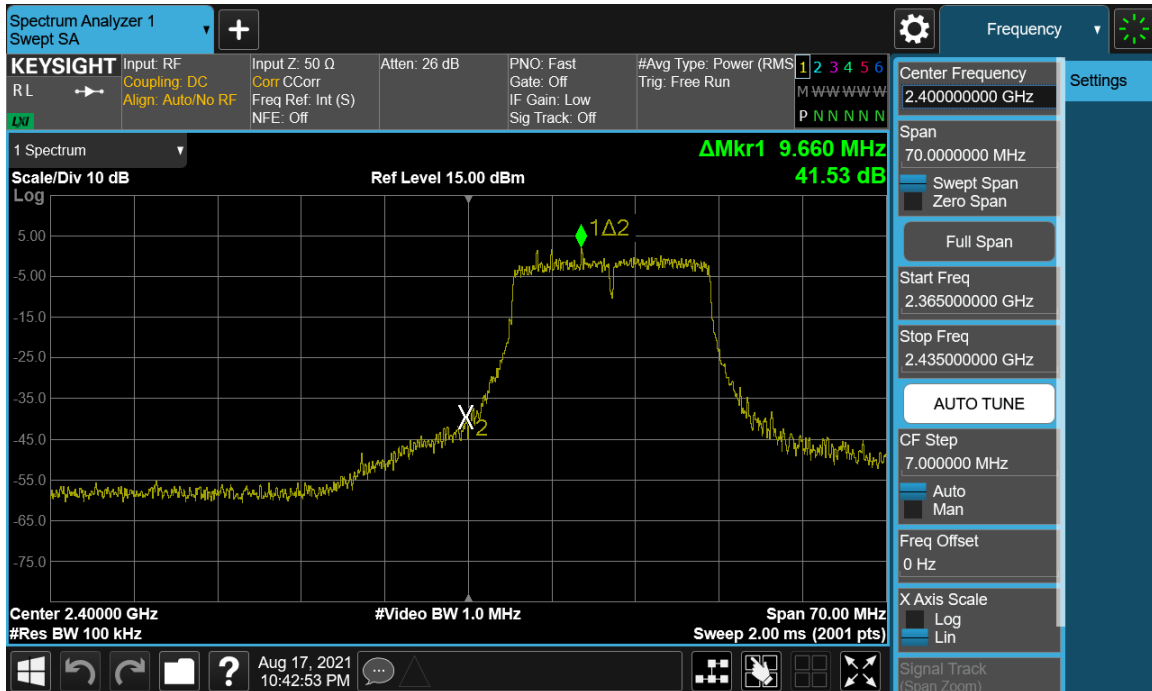 Spectrum Analyzer 1
Swept SA
+
Frequency
KEYSIGHT
R L
LXI
Input: RF
Coupling: DC
Align: Auto/No RF
Input Z: 50 Ω
Corr CCorr
Freq Ref: Int (S)
NFE: Off
Atten: 26 dB
PNO: Fast
Gate: Off
IF Gain: Low
Sig Track: Off
#Avg Type: Power (RMS
Trig: Free Run
1 2 3 4 5 6
M W W W W W
P N N N N N
1 Spectrum
ΔMkr1 9.660 MHz
41.53 dB
Scale/Div 10 dB
Ref Level 15.00 dBm
Log
5.00
-5.00
-15.0
-25.0
-35.0
-45.0
-55.0
-65.0
-75.0
1Δ2
X2
Center 2.40000 GHz
#Video BW 1.0 MHz
Span 70.00 MHz
#Res BW 100 kHz
Sweep 2.00 ms (2001 pts)
?
Aug 17, 2021
10:42:53 PM
Center Frequency
2.400000000 GHz
Span
70.0000000 MHz
Swept Span
Zero Span
Full Span
Start Freq
2.365000000 GHz
Stop Freq
2.435000000 GHz
AUTO TUNE
CF Step
7.000000 MHz
Auto
Man
Freq Offset
0 Hz
X Axis Scale
Log
Lin
Signal Track
(Span Zoom)
Settings